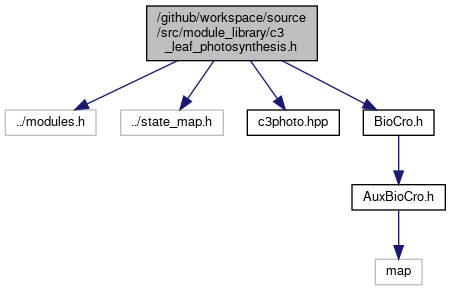 /github/workspace/source
/src/module_library/c3
_leaf_photosynthesis.h
../modules.h
../state_map.h
c3photo.hpp
BioCro.h
AuxBioCro.h
map